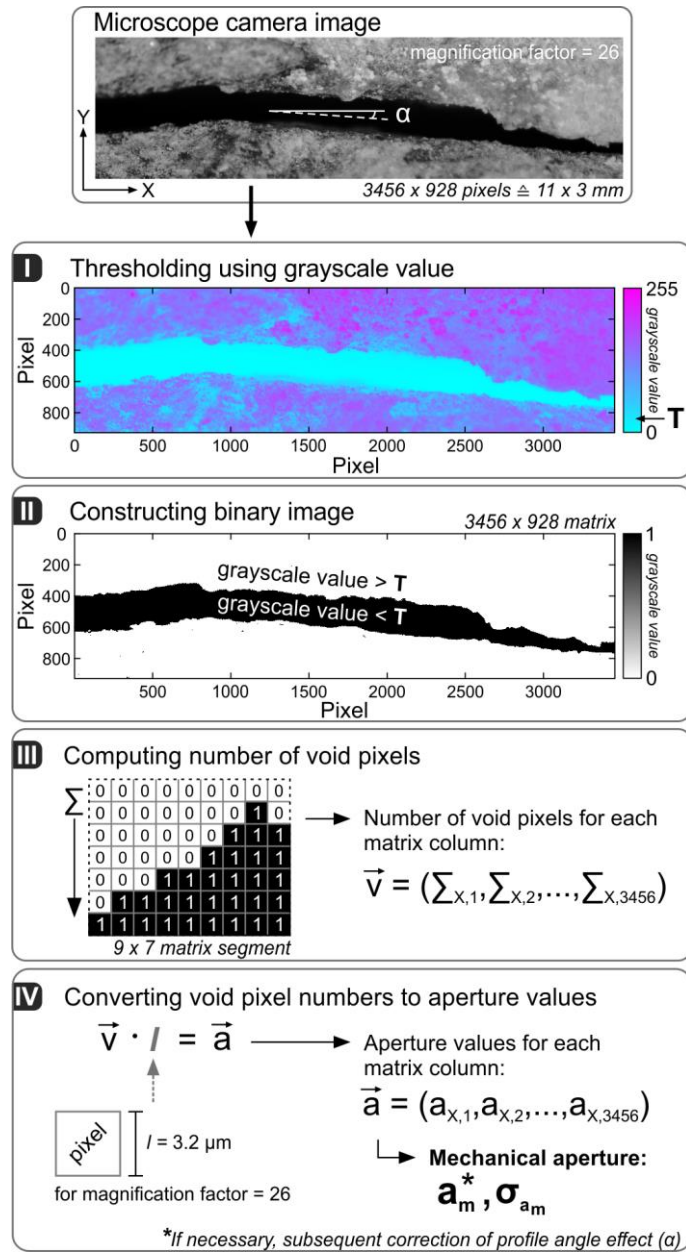 Microscope camera image
magnification factor = 26
α
Y
X
3456 x 928 pixels ≙ 11 x 3 mm
I Thresholding using grayscale value
0
200
400
600
800
Pixel
0 500 1000 1500 2000 2500 3000
Pixel
255
grayscale value
0
T
II Constructing binary image
3456 x 928 matrix
0
200
400
600
800
Pixel
grayscale value > T
grayscale value < T
500 1000 1500 2000 2500 3000
Pixel
1
grayscale value
0
III Computing number of void pixels
∑
0 0 0 0 0 0 0 0 0
0 0 0 0 0 0 0 1 0
0 0 0 0 0 0 1 1 1
0 0 0 0 0 1 1 1 1
0 0 0 1 1 1 1 1 1
0 1 1 1 1 1 1 1 1
1 1 1 1 1 1 1 1 1
9 x 7 matrix segment
Number of void pixels for each
matrix column:
v⃗ = (∑X,1,∑X,2,...,∑X,3456)
IV Converting void pixel numbers to aperture values
v⃗ · l = a⃗
pixel
l = 3.2 µm
for magnification factor = 26
Aperture values for each
matrix column:
a⃗ = (aX,1,aX,2,...,aX,3456)
Mechanical aperture:
a*m, σam
*If necessary, subsequent correction of profile angle effect (α)